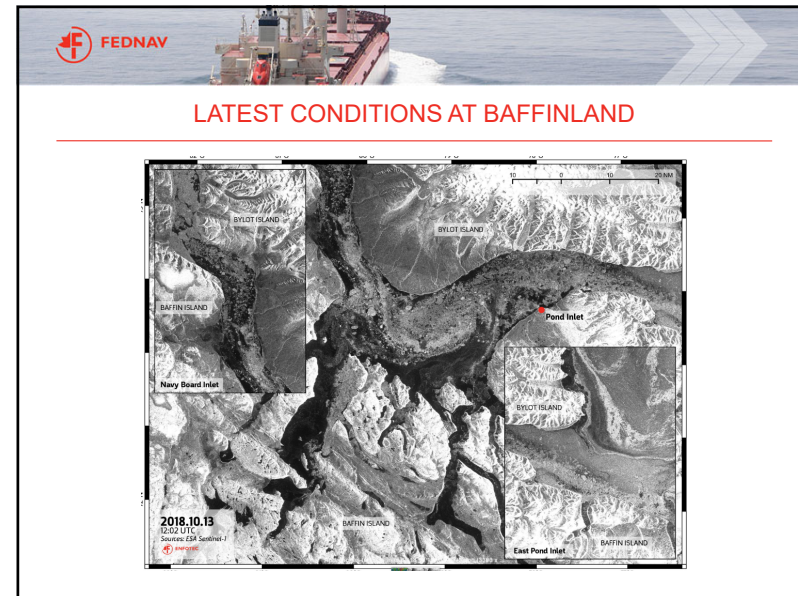 FEDNAV
LATEST CONDITIONS AT BAFFINLAND
10 0 10 20 NM
BYLOT ISLAND
BYLOT ISLAND
BAFFIN ISLAND
Pond Inlet
Navy Board Inlet
BYLOT ISLAND
2018.10.13
12:02 UTC
Sources: ESA Sentinel-1
ENFOTEC
BAFFIN ISLAND
BAFFIN ISLAND
East Pond Inlet